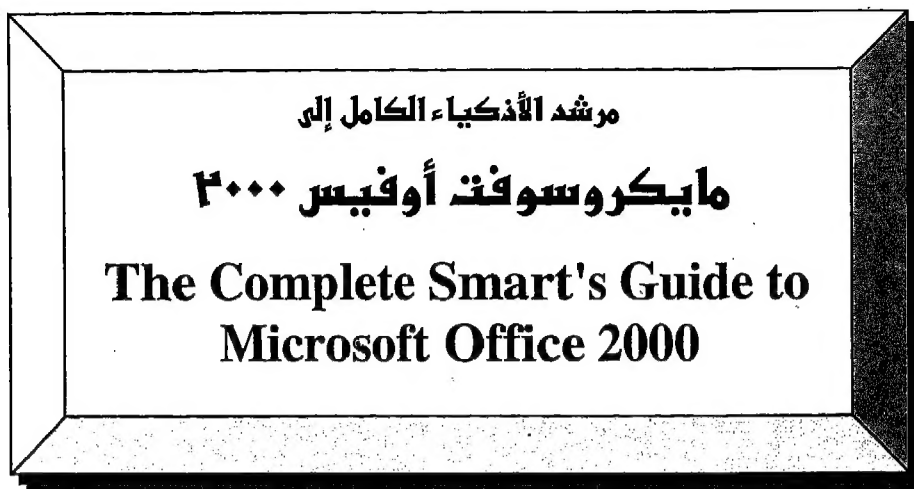 مرشد الأذكياء الكامل إلى
مايكروسوفت أوفيس ٢٠٠٠
The Complete Smart's Guide to
Microsoft Office 2000